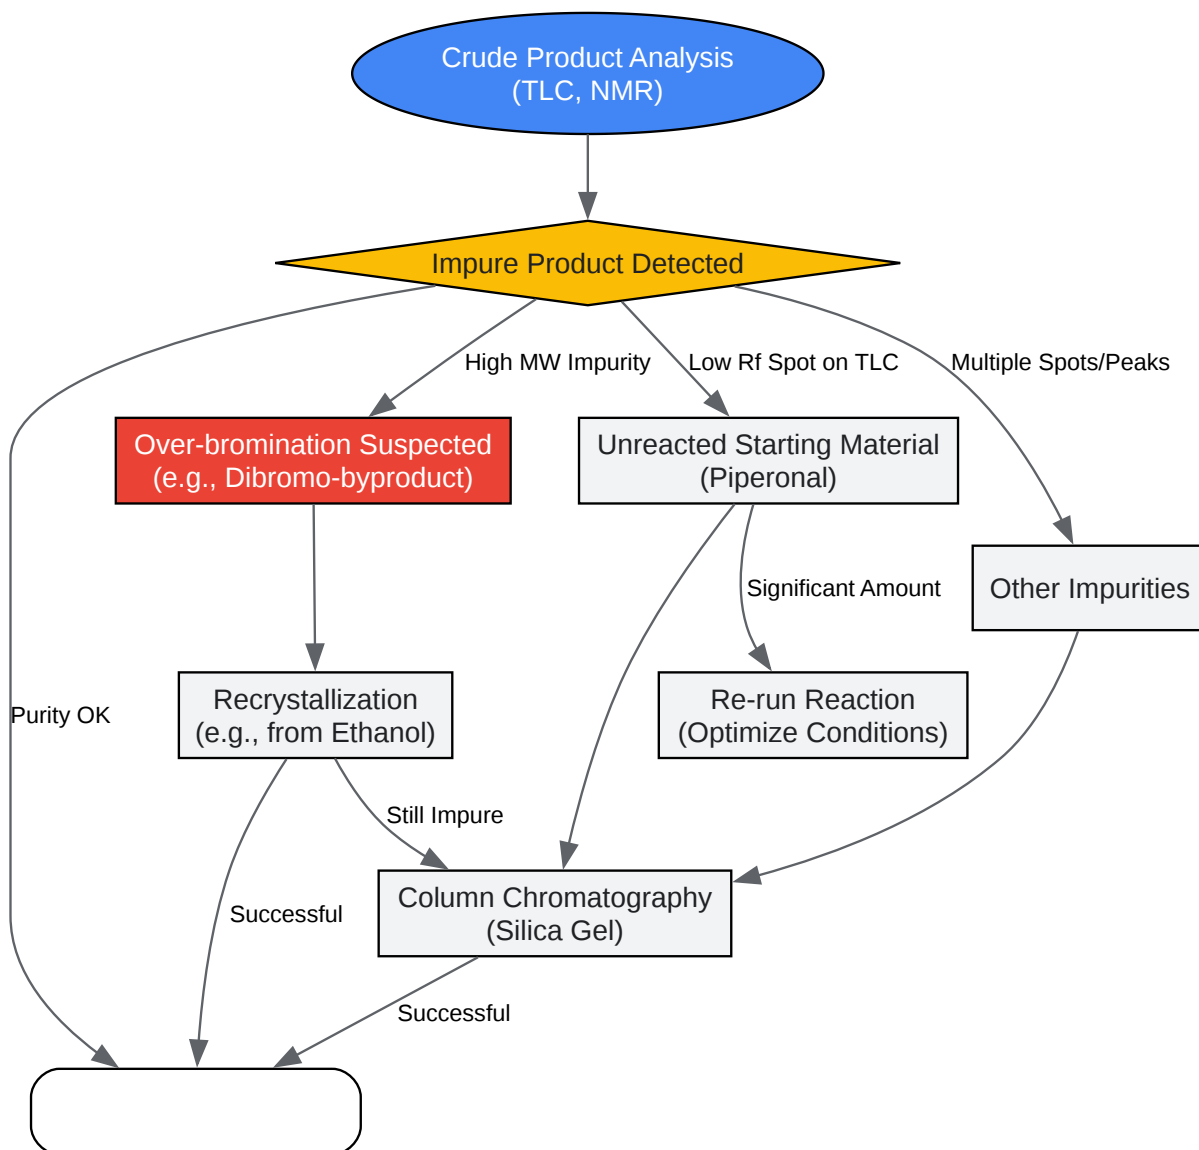 Crude Product Analysis
(TLC, NMR)
Impure Product Detected
High MW Impurity
Low Rf Spot on TLC
Multiple Spots/Peaks
Over-bromination Suspected
(e.g., Dibromo-byproduct)
Unreacted Starting Material
(Piperonal)
Significant Amount
Other Impurities
Purity OK
Recrystallization
(e.g., from Ethanol)
Re-run Reaction
(Optimize Conditions)
Still Impure
Successful
Column Chromatography
(Silica Gel)
Successful